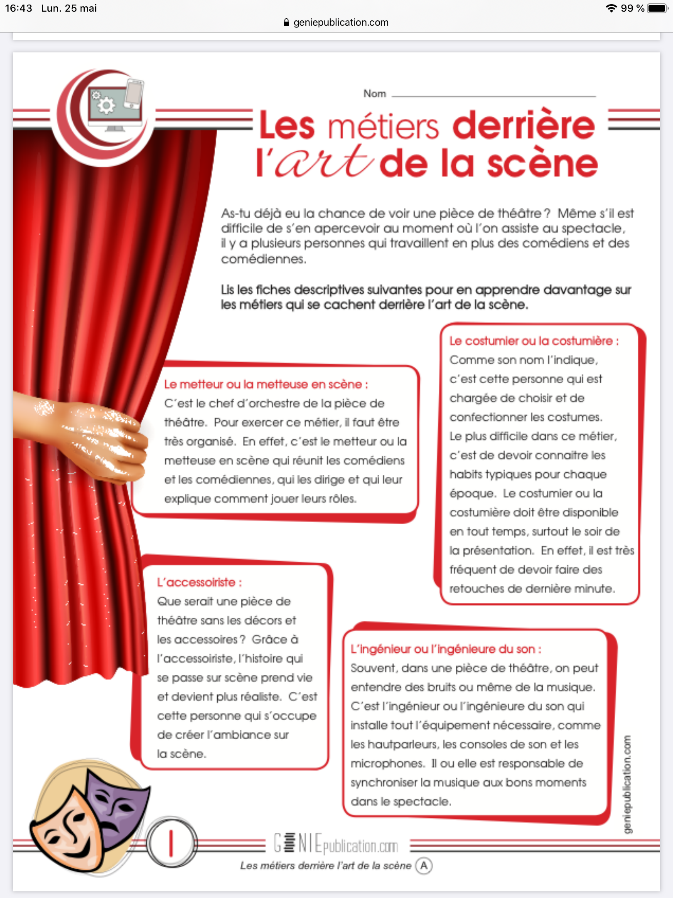 16:43 Lun. 25 mai
99 %
geniepublication.com
Nom
Les métiers derrière
l'art de la scène
As-tu déjà eu la chance de voir une pièce de théâtre ? Même s'il est
difficile de s'en apercevoir au moment où l'on assiste au spectacle,
il y a plusieurs personnes qui travaillent en plus des comédiens et des
comédiennes.
Lis les fiches descriptives suivantes pour en apprendre davantage sur
les métiers qui se cachent derrière l'art de la scène.
Le metteur ou la metteuse en scène :
C'est le chef d'orchestre de la pièce de
théâtre. Pour exercer ce métier, il faut être
très organisé. En effet, c'est le metteur ou la
metteuse en scène qui réunit les comédiens
et les comédiennes, qui les dirige et qui leur
explique comment jouer leurs rôles.
Le costumier ou la costumière :
Comme son nom l'indique,
c'est cette personne qui est
chargée de choisir et de
confectionner les costumes.
Le plus difficile dans ce métier,
c'est de devoir connaitre les
habits typiques pour chaque
époque. Le costumier ou la
costumière doit être disponible
en tout temps, surtout le soir de
la présentation. En effet, il est très
fréquent de devoir faire des
retouches de dernière minute.
L'accessoiriste :
Que serait une pièce de
théâtre sans les décors et
les accessoires ? Grâce à
l'accessoiriste, l'histoire qui
se passe sur scène prend vie
et devient plus réaliste. C'est
cette personne qui s'occupe
de créer l'ambiance sur
la scène.
L'ingénieur ou l'ingénieure du son :
Souvent, dans une pièce de théâtre, on peut
entendre des bruits ou même de la musique.
C'est l'ingénieur ou l'ingénieure du son qui
installe tout l'équipement nécessaire, comme
les hautparleurs, les consoles de son et les
microphones. Il ou elle est responsable de
synchroniser la musique aux bons moments
dans le spectacle.
geniepublication.com
1
GÉNIEpublication.com
Les métiers derrière l'art de la scène A